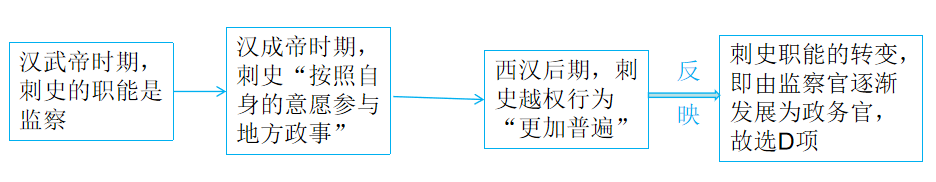 汉武帝时期，
刺史的职能是
监察
汉成帝时期，
刺史“按照自
身的意愿参与
地方政事”
西汉后期，刺
史越权行为
“更加普遍”
反
映
刺史职能的转变，
即由监察官逐渐
发展为政务官，
故选D项